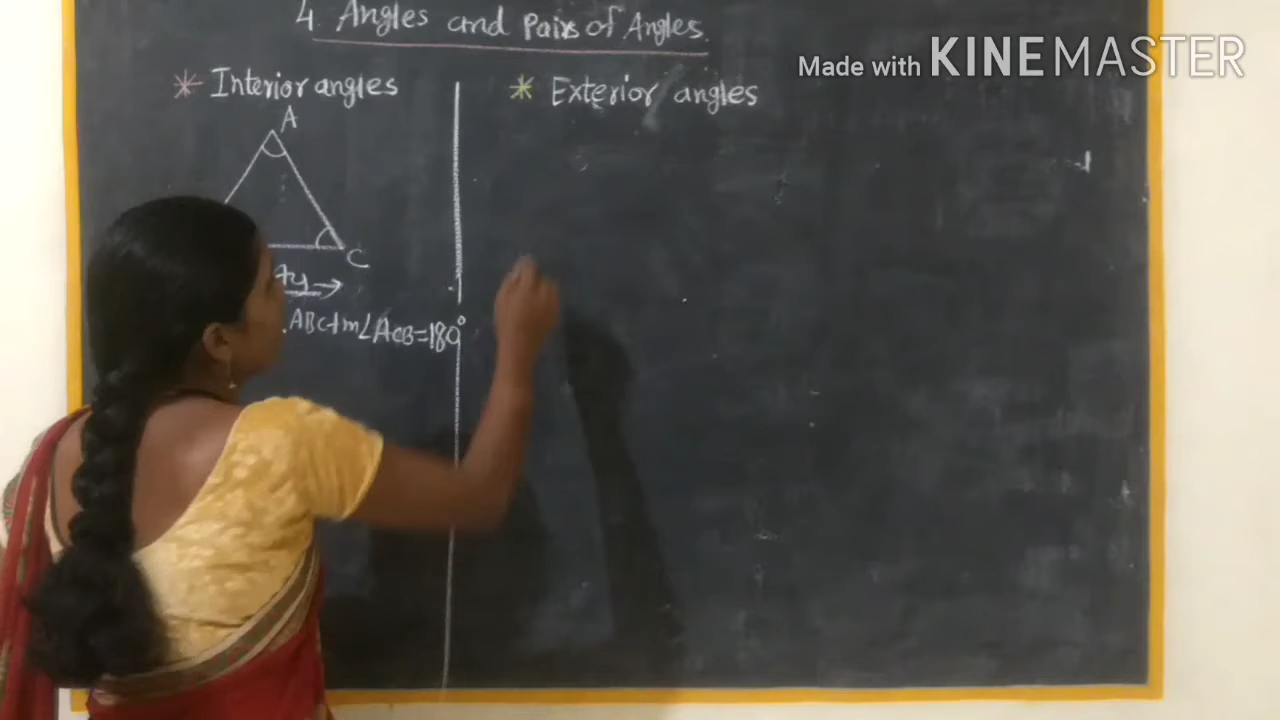 4 Angles and Pairs of Angles.
Made with KINEMASTER
* Interior angles
* Exterior angles
A
C
ABC+m∠ACB=180°